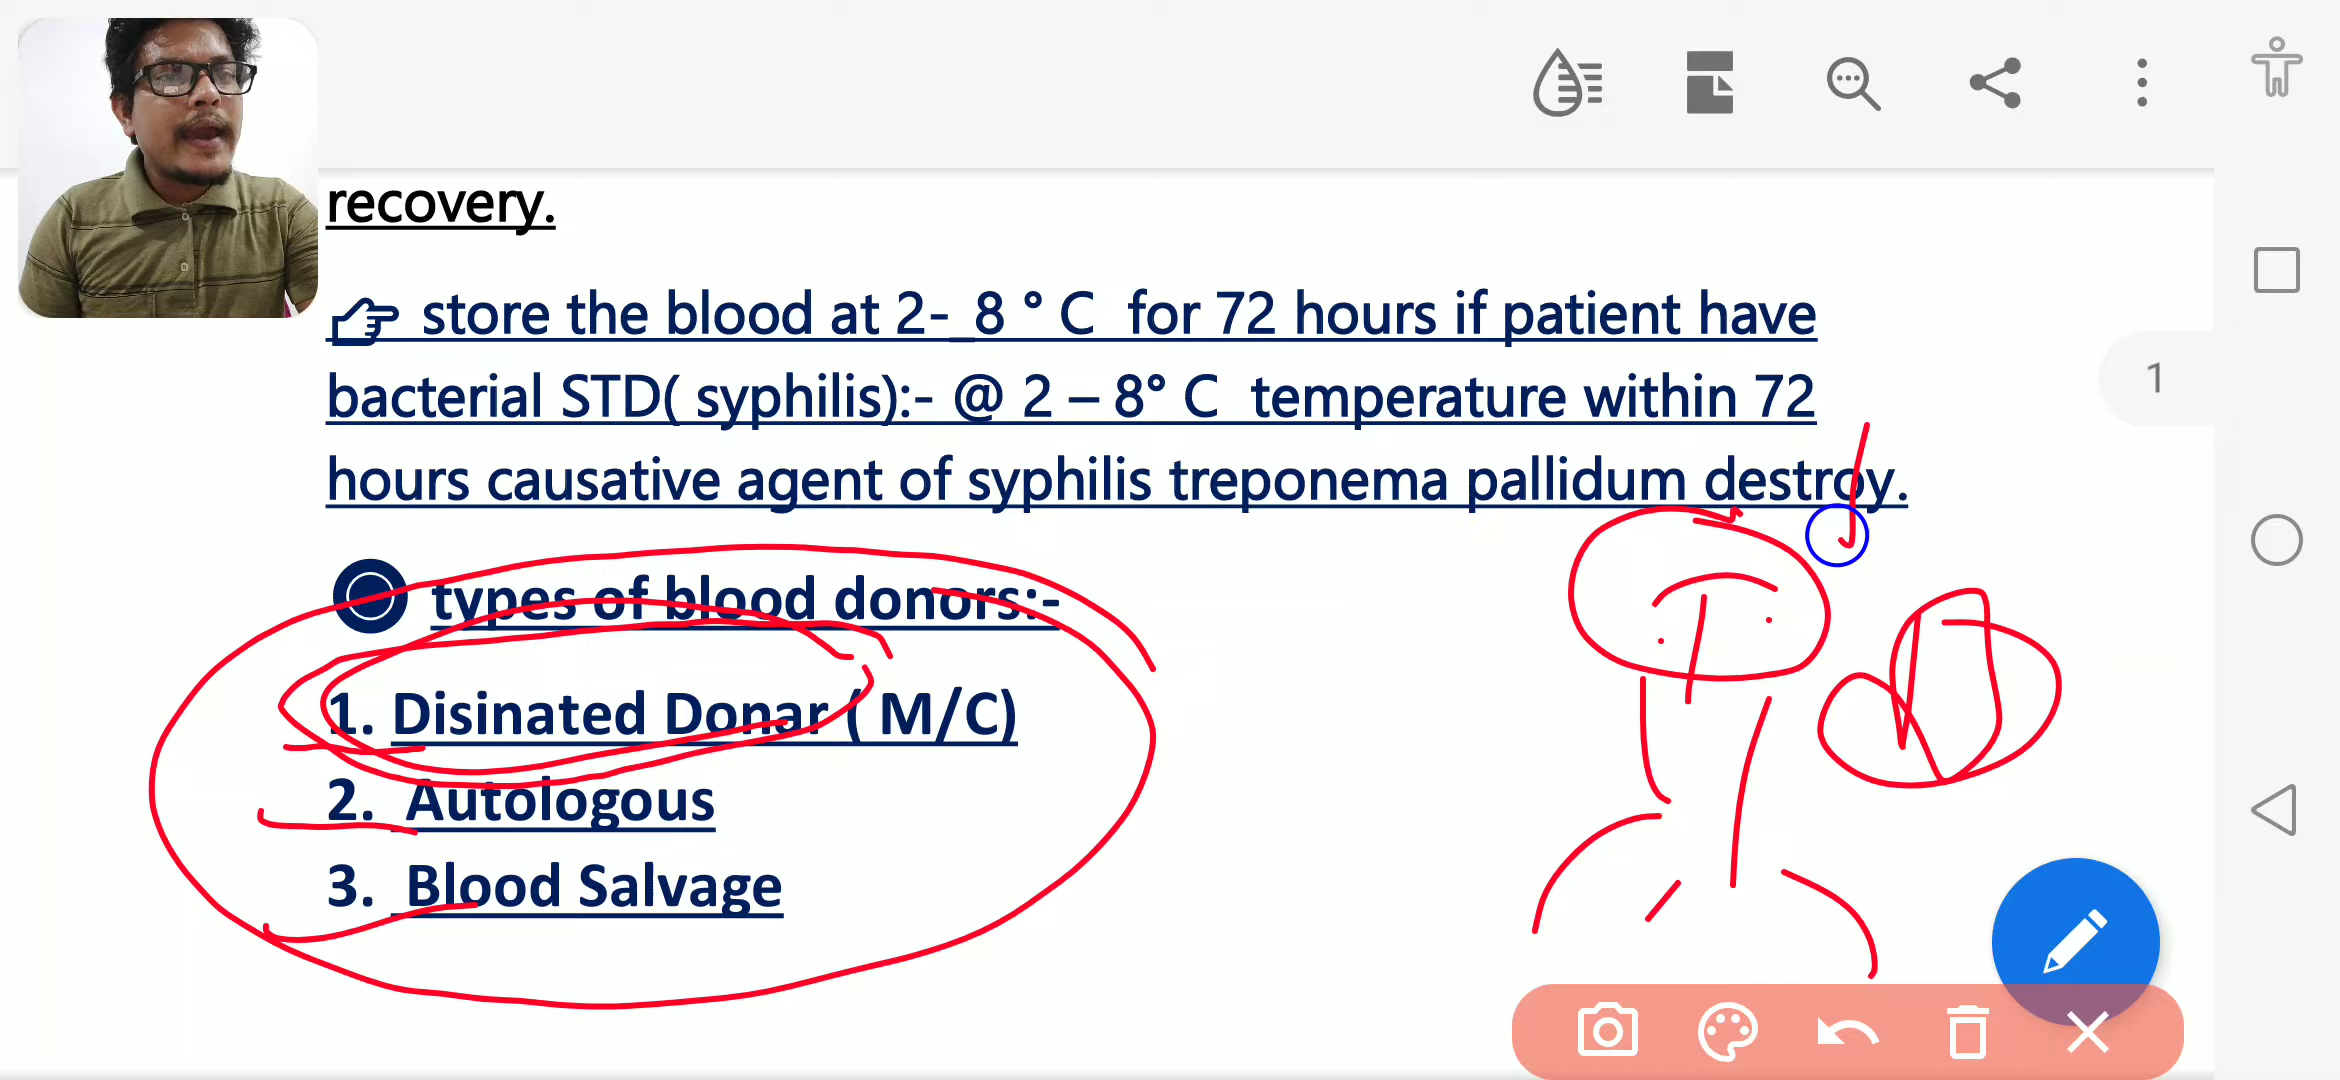 recovery.
store the blood at 2-_8 ° C for 72 hours if patient have
bacterial STD( syphilis):- @ 2 – 8° C temperature within 72
hours causative agent of syphilis treponema pallidum destroy.
types of blood donors:-
1. Disinated Donar ( M/C)
2. Autologous
3. Blood Salvage
1